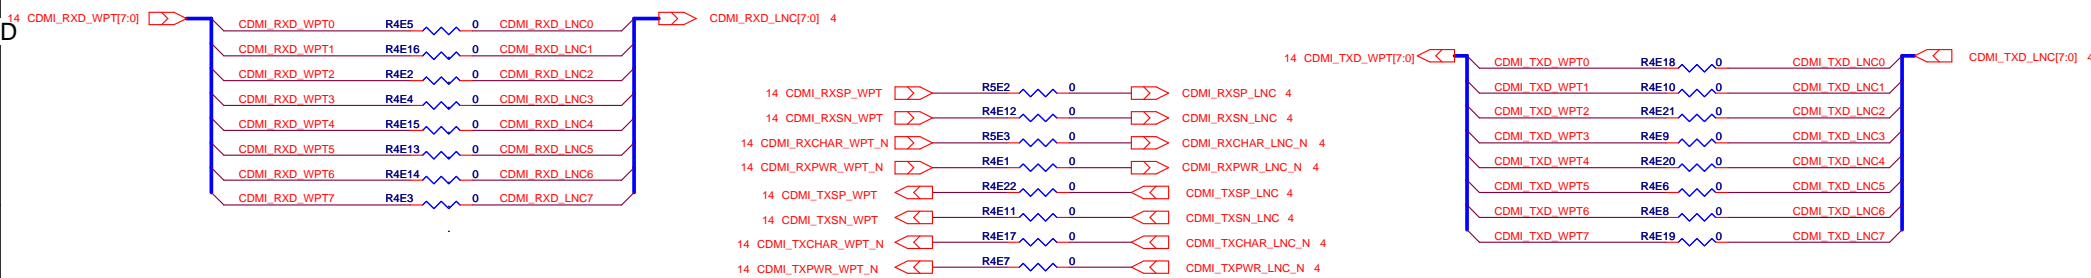 14 CDMI_RXD_WPT[7:0]
D
CDMI_RXD_WPT0 R4E5 0 CDMI_RXD_LNC0
CDMI_RXD_WPT1 R4E16 0 CDMI_RXD_LNC1
CDMI_RXD_WPT2 R4E2 0 CDMI_RXD_LNC2
CDMI_RXD_WPT3 R4E4 0 CDMI_RXD_LNC3
CDMI_RXD_WPT4 R4E15 0 CDMI_RXD_LNC4
CDMI_RXD_WPT5 R4E13 0 CDMI_RXD_LNC5
CDMI_RXD_WPT6 R4E14 0 CDMI_RXD_LNC6
CDMI_RXD_WPT7 R4E3 0 CDMI_RXD_LNC7
CDMI_RXD_LNC[7:0] 4
14 CDMI_RXSP_WPT R5E2 0 CDMI_RXSP_LNC 4
14 CDMI_RXSN_WPT R4E12 0 CDMI_RXSN_LNC 4
14 CDMI_RXCHAR_WPT_N R5E3 0 CDMI_RXCHAR_LNC_N 4
14 CDMI_RXPWR_WPT_N R4E1 0 CDMI_RXPWR_LNC_N 4
14 CDMI_TXSP_WPT R4E22 0 CDMI_TXSP_LNC 4
14 CDMI_TXSN_WPT R4E11 0 CDMI_TXSN_LNC 4
14 CDMI_TXCHAR_WPT_N R4E17 0 CDMI_TXCHAR_LNC_N 4
14 CDMI_TXPWR_WPT_N R4E7 0 CDMI_TXPWR_LNC_N 4
14 CDMI_TXD_WPT[7:0]
CDMI_TXD_WPT0 R4E18 0 CDMI_TXD_LNC0
CDMI_TXD_WPT1 R4E10 0 CDMI_TXD_LNC1
CDMI_TXD_WPT2 R4E21 0 CDMI_TXD_LNC2
CDMI_TXD_WPT3 R4E9 0 CDMI_TXD_LNC3
CDMI_TXD_WPT4 R4E20 0 CDMI_TXD_LNC4
CDMI_TXD_WPT5 R4E6 0 CDMI_TXD_LNC5
CDMI_TXD_WPT6 R4E8 0 CDMI_TXD_LNC6
CDMI_TXD_WPT7 R4E19 0 CDMI_TXD_LNC7
CDMI_TXD_LNC[7:0] 4